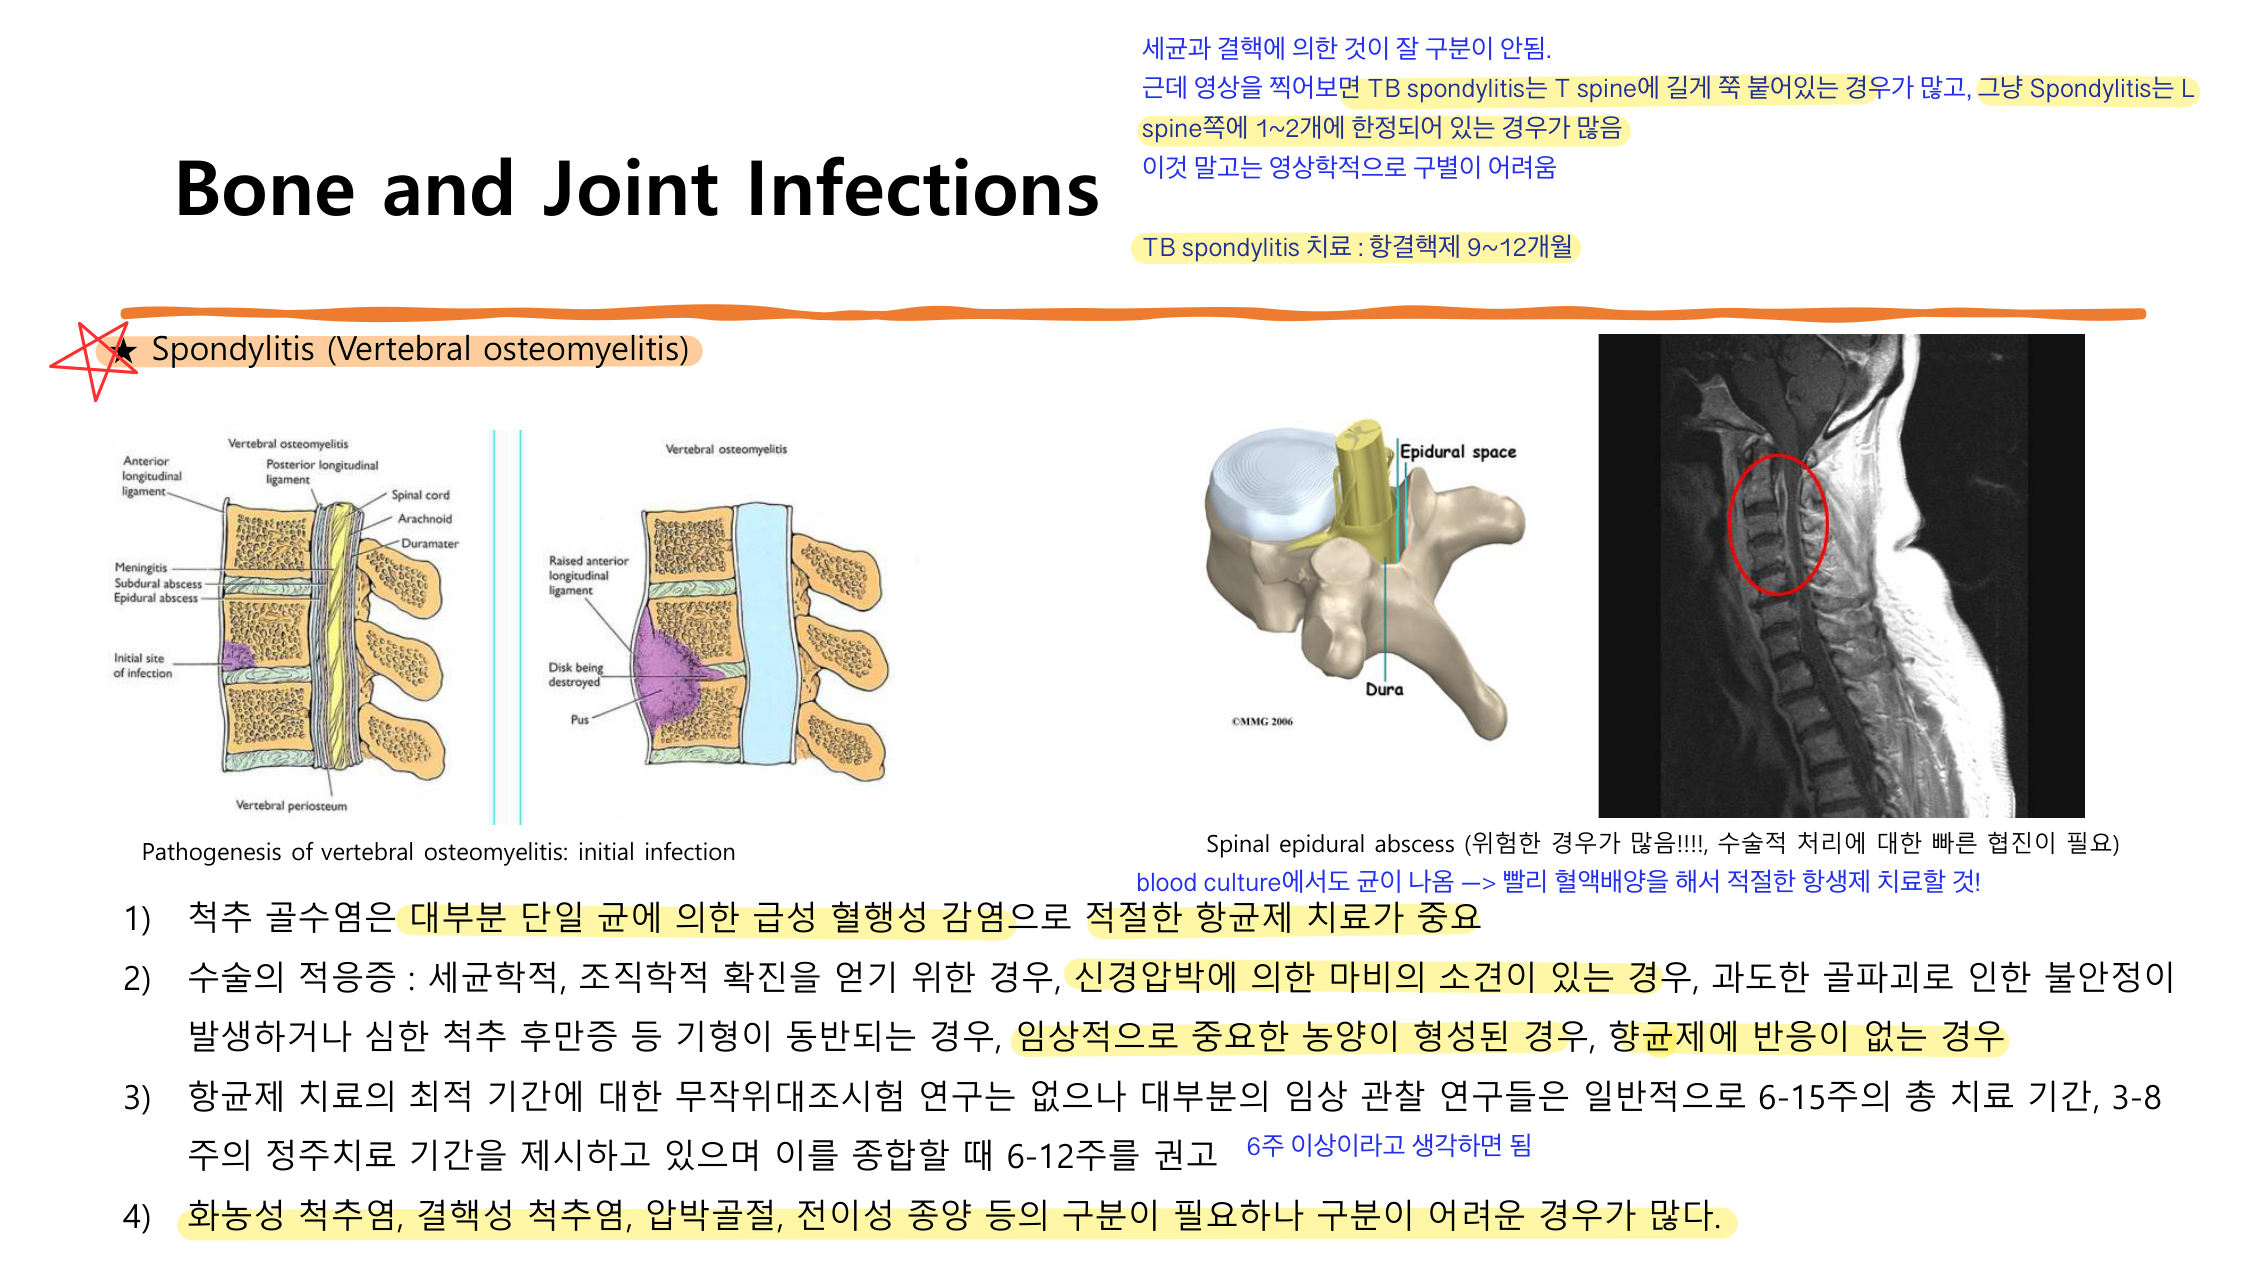 세균과 결핵에 의한 것이 잘 구분이 안됨.
근데 영상을 찍어보면 TB spondylitis는 T spine에 길게 쭉 붙어있는 경우가 많고, 그냥 Spondylitis는 L
spine쪽에 1~2개에 한정되어 있는 경우가 많음
이것 말고는 영상학적으로 구별이 어려움
Bone and Joint Infections
TB spondylitis 치료 : 항결핵제 9~12개월
★ Spondylitis (Vertebral osteomyelitis)
Vertebral osteomyelitis
Anterior
longitudinal
ligament
Posterior longitudinal
ligament
Spinal cord
Arachnoid
Duramater
Meningitis
Subdural abscess
Epidural abscess
Initial site
of infection
Vertebral periosteum
Vertebral osteomyelitis
Raised anterior
longitudinal
ligament
Disk being
destroyed
Pus
Epidural space
Dura
©MMG 2006
Pathogenesis of vertebral osteomyelitis: initial infection
Spinal epidural abscess (위험한 경우가 많음!!!!, 수술적 처리에 대한 빠른 협진이 필요)
blood culture에서도 균이 나옴 —> 빨리 혈액배양을 해서 적절한 항생제 치료할 것!
1) 척추 골수염은 대부분 단일 균에 의한 급성 혈행성 감염으로 적절한 항균제 치료가 중요
2) 수술의 적응증 : 세균학적, 조직학적 확진을 얻기 위한 경우, 신경압박에 의한 마비의 소견이 있는 경우, 과도한 골파괴로 인한 불안정이
발생하거나 심한 척추 후만증 등 기형이 동반되는 경우, 임상적으로 중요한 농양이 형성된 경우, 향균제에 반응이 없는 경우
3) 항균제 치료의 최적 기간에 대한 무작위대조시험 연구는 없으나 대부분의 임상 관찰 연구들은 일반적으로 6-15주의 총 치료 기간, 3-8
주의 정주치료 기간을 제시하고 있으며 이를 종합할 때 6-12주를 권고 6주 이상이라고 생각하면 됨
4) 화농성 척추염, 결핵성 척추염, 압박골절, 전이성 종양 등의 구분이 필요하나 구분이 어려운 경우가 많다.